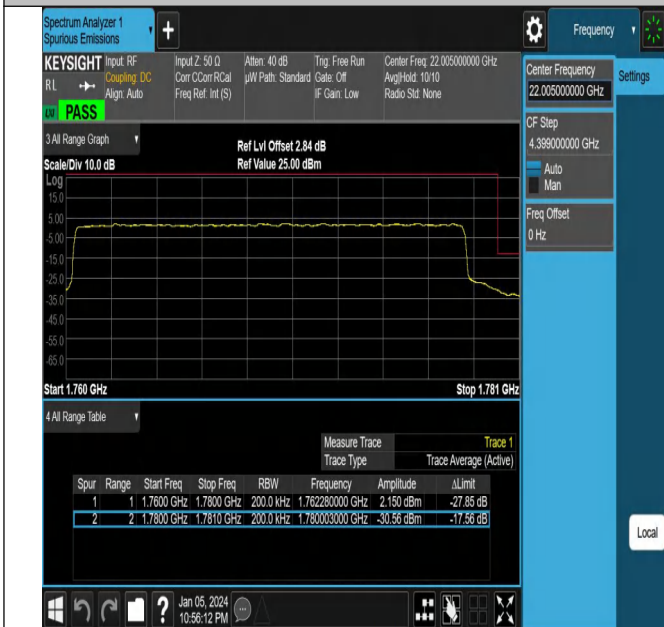 Spectrum Analyzer 1
Spurious Emissions
Frequency
KEYSIGHT
RL
Input: RF
Coupling: DC
Align: Auto
Input Z: 50 Ω
Corr CCorr RCal
Freq Ref: Int (S)
Atten: 40 dB
µW Path: Standard
Trig: Free Run
Gate: Off
IF Gain: Low
Center Freq: 22.005000000 GHz
Avg|Hold: 10/10
Radio Std: None
PASS
Center Frequency
22.005000000 GHz
Settings
CF Step
4.399000000 GHz
Auto
Man
Freq Offset
0 Hz
3 All Range Graph
Scale/Div 10.0 dB
Ref Lvl Offset 2.84 dB
Ref Value 25.00 dBm
Log
15.0
5.00
-5.00
-15.0
-25.0
-35.0
-45.0
-55.0
-65.0
Start 1.760 GHz
Stop 1.781 GHz
4 All Range Table
Measure Trace Trace 1
Trace Type Trace Average (Active)
Spur Range Start Freq Stop Freq RBW Frequency Amplitude ΔLimit
1 1 1.7600 GHz 1.7800 GHz 200.0 kHz 1.762280000 GHz 2.150 dBm -27.85 dB
2 2 1.7800 GHz 1.7810 GHz 200.0 kHz 1.780003000 GHz -30.56 dBm -17.56 dB
Local
Jan 05, 2024
10:56:12 PM